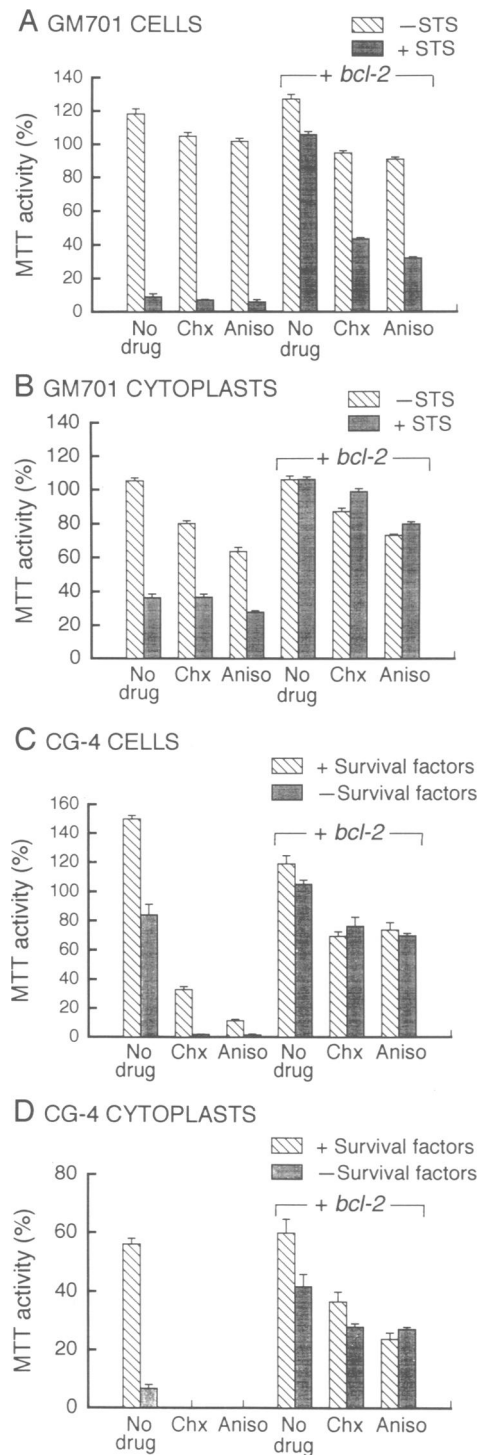 A GM701 CELLS
−STS
+ STS
+ bcl-2
MTT activity (%)
140
120
100
80
60
40
20
0
No drug
Chx
Aniso
No drug
Chx
Aniso
B GM701 CYTOPLASTS
−STS
+ STS
+ bcl-2
MTT activity (%)
140
120
100
80
60
40
20
0
No drug
Chx
Aniso
No drug
Chx
Aniso
C CG-4 CELLS
+ Survival factors
−Survival factors
+ bcl-2
MTT activity (%)
160
140
120
100
80
60
40
20
0
No drug
Chx
Aniso
No drug
Chx
Aniso
D CG-4 CYTOPLASTS
+ Survival factors
−Survival factors
+ bcl-2
MTT activity (%)
80
60
40
20
0
No drug
Chx
Aniso
No drug
Chx
Aniso